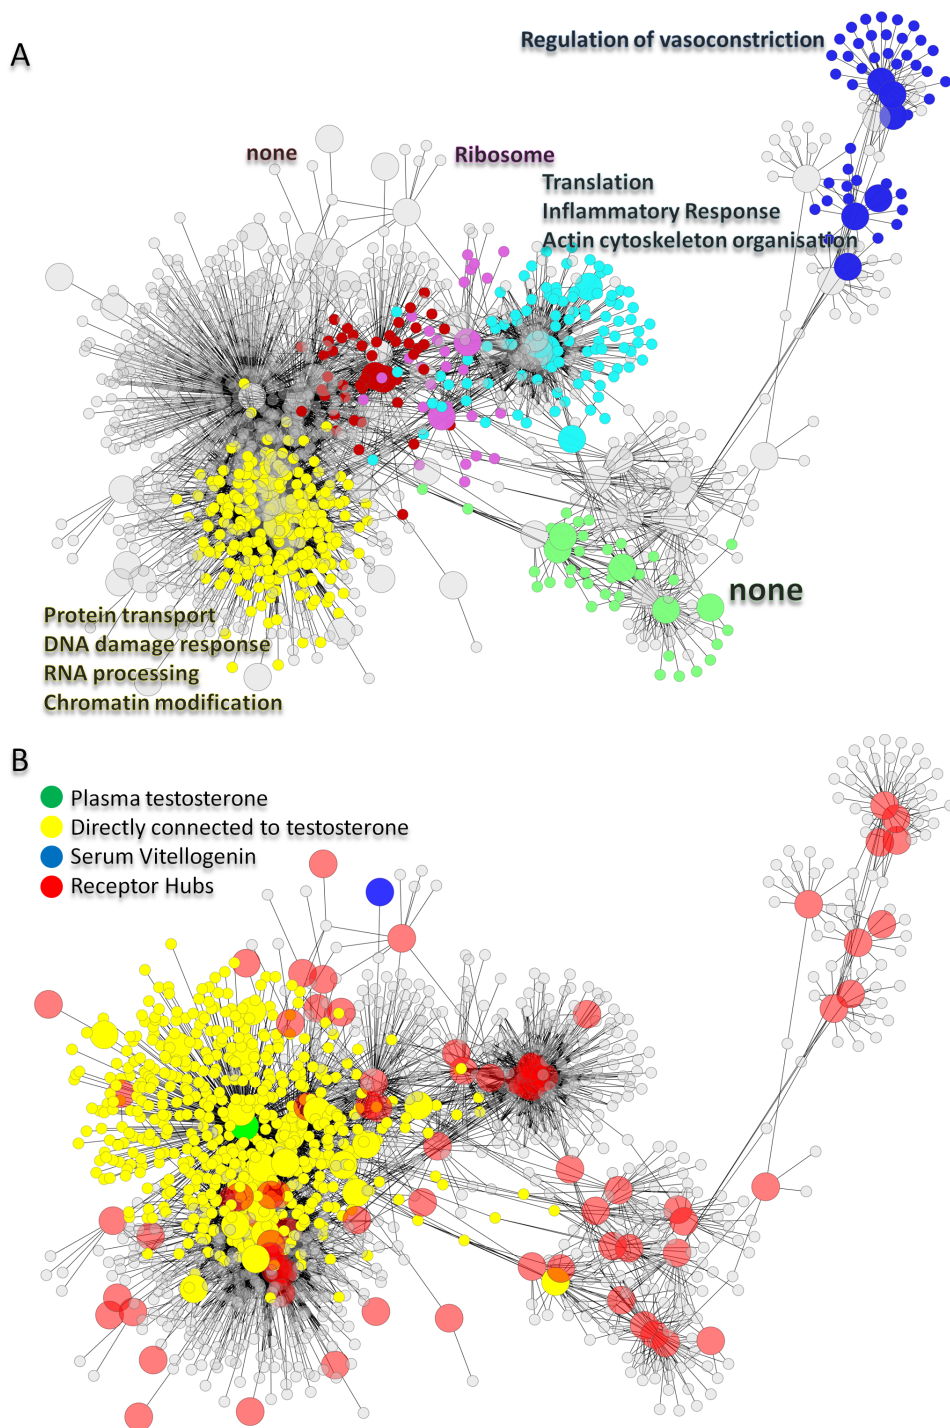 A
Regulation of vasoconstriction
none
Ribosome
Translation
Inflammatory Response
Actin cytoskeleton organisation
none
Protein transport
DNA damage response
RNA processing
Chromatin modification
B
Plasma testosterone
Directly connected to testosterone
Serum Vitellogenin
Receptor Hubs